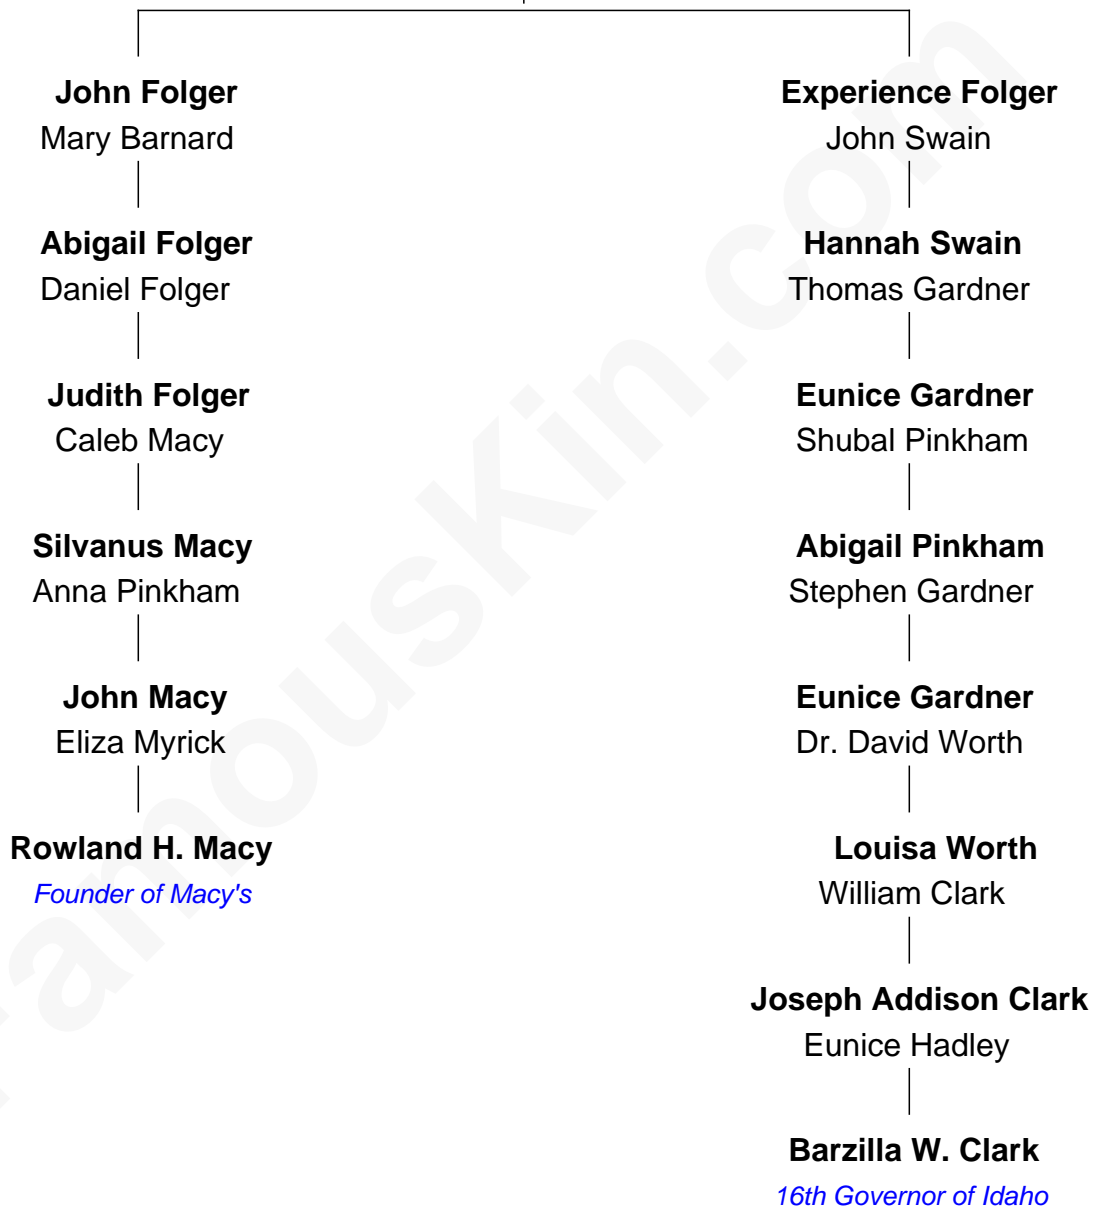 John Folger
Mary Barnard
Experience Folger
John Swain
Abigail Folger
Daniel Folger
Hannah Swain
Thomas Gardner
Judith Folger
Caleb Macy
Eunice Gardner
Shubal Pinkham
Silvanus Macy
Anna Pinkham
Abigail Pinkham
Stephen Gardner
John Macy
Eliza Myrick
Eunice Gardner
Dr. David Worth
Rowland H. Macy
Founder of Macy's
Louisa Worth
William Clark
Joseph Addison Clark
Eunice Hadley
Barzilla W. Clark
16th Governor of Idaho
FamousKin.com